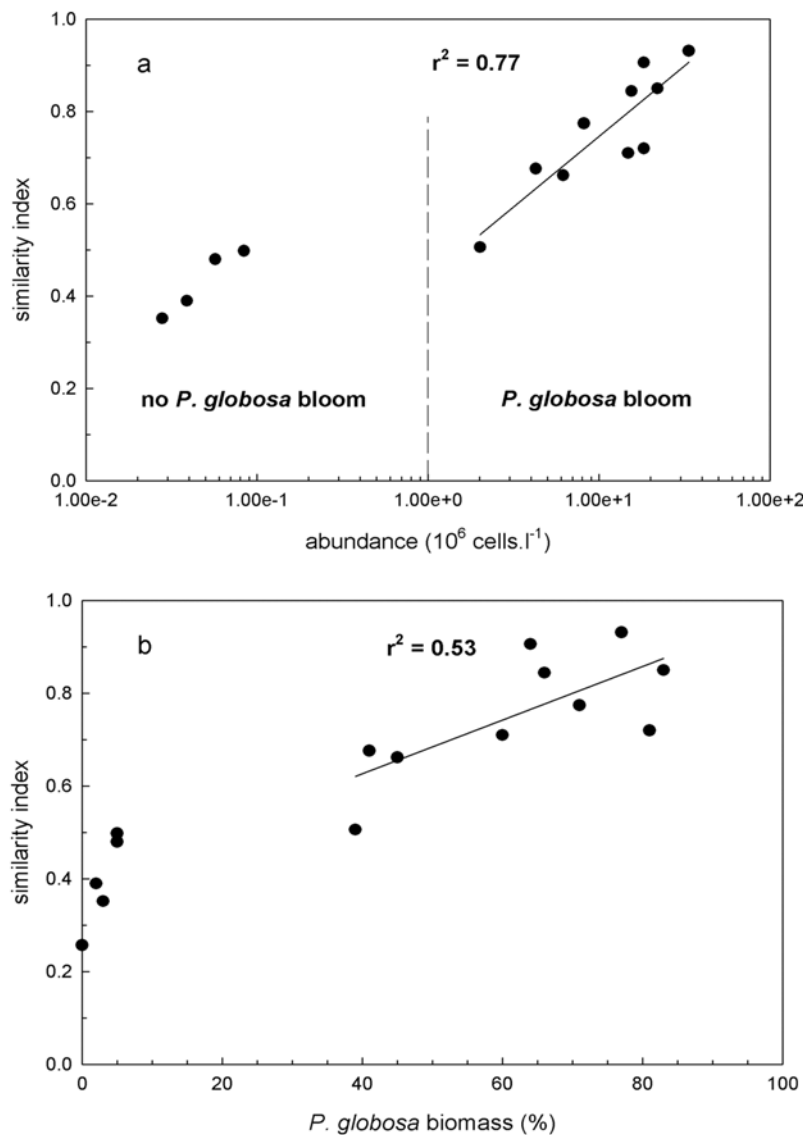 a
r² = 0.77
1.0
0.8
0.6
0.4
0.2
0.0
similarity index
no P. globosa bloom
P. globosa bloom
1.00e-2
1.00e-1
1.00e+0
1.00e+1
1.00e+2
abundance (10⁶ cells.l⁻¹)
b
r² = 0.53
1.0
0.8
0.6
0.4
0.2
0.0
similarity index
0
20
40
60
80
100
P. globosa biomass (%)